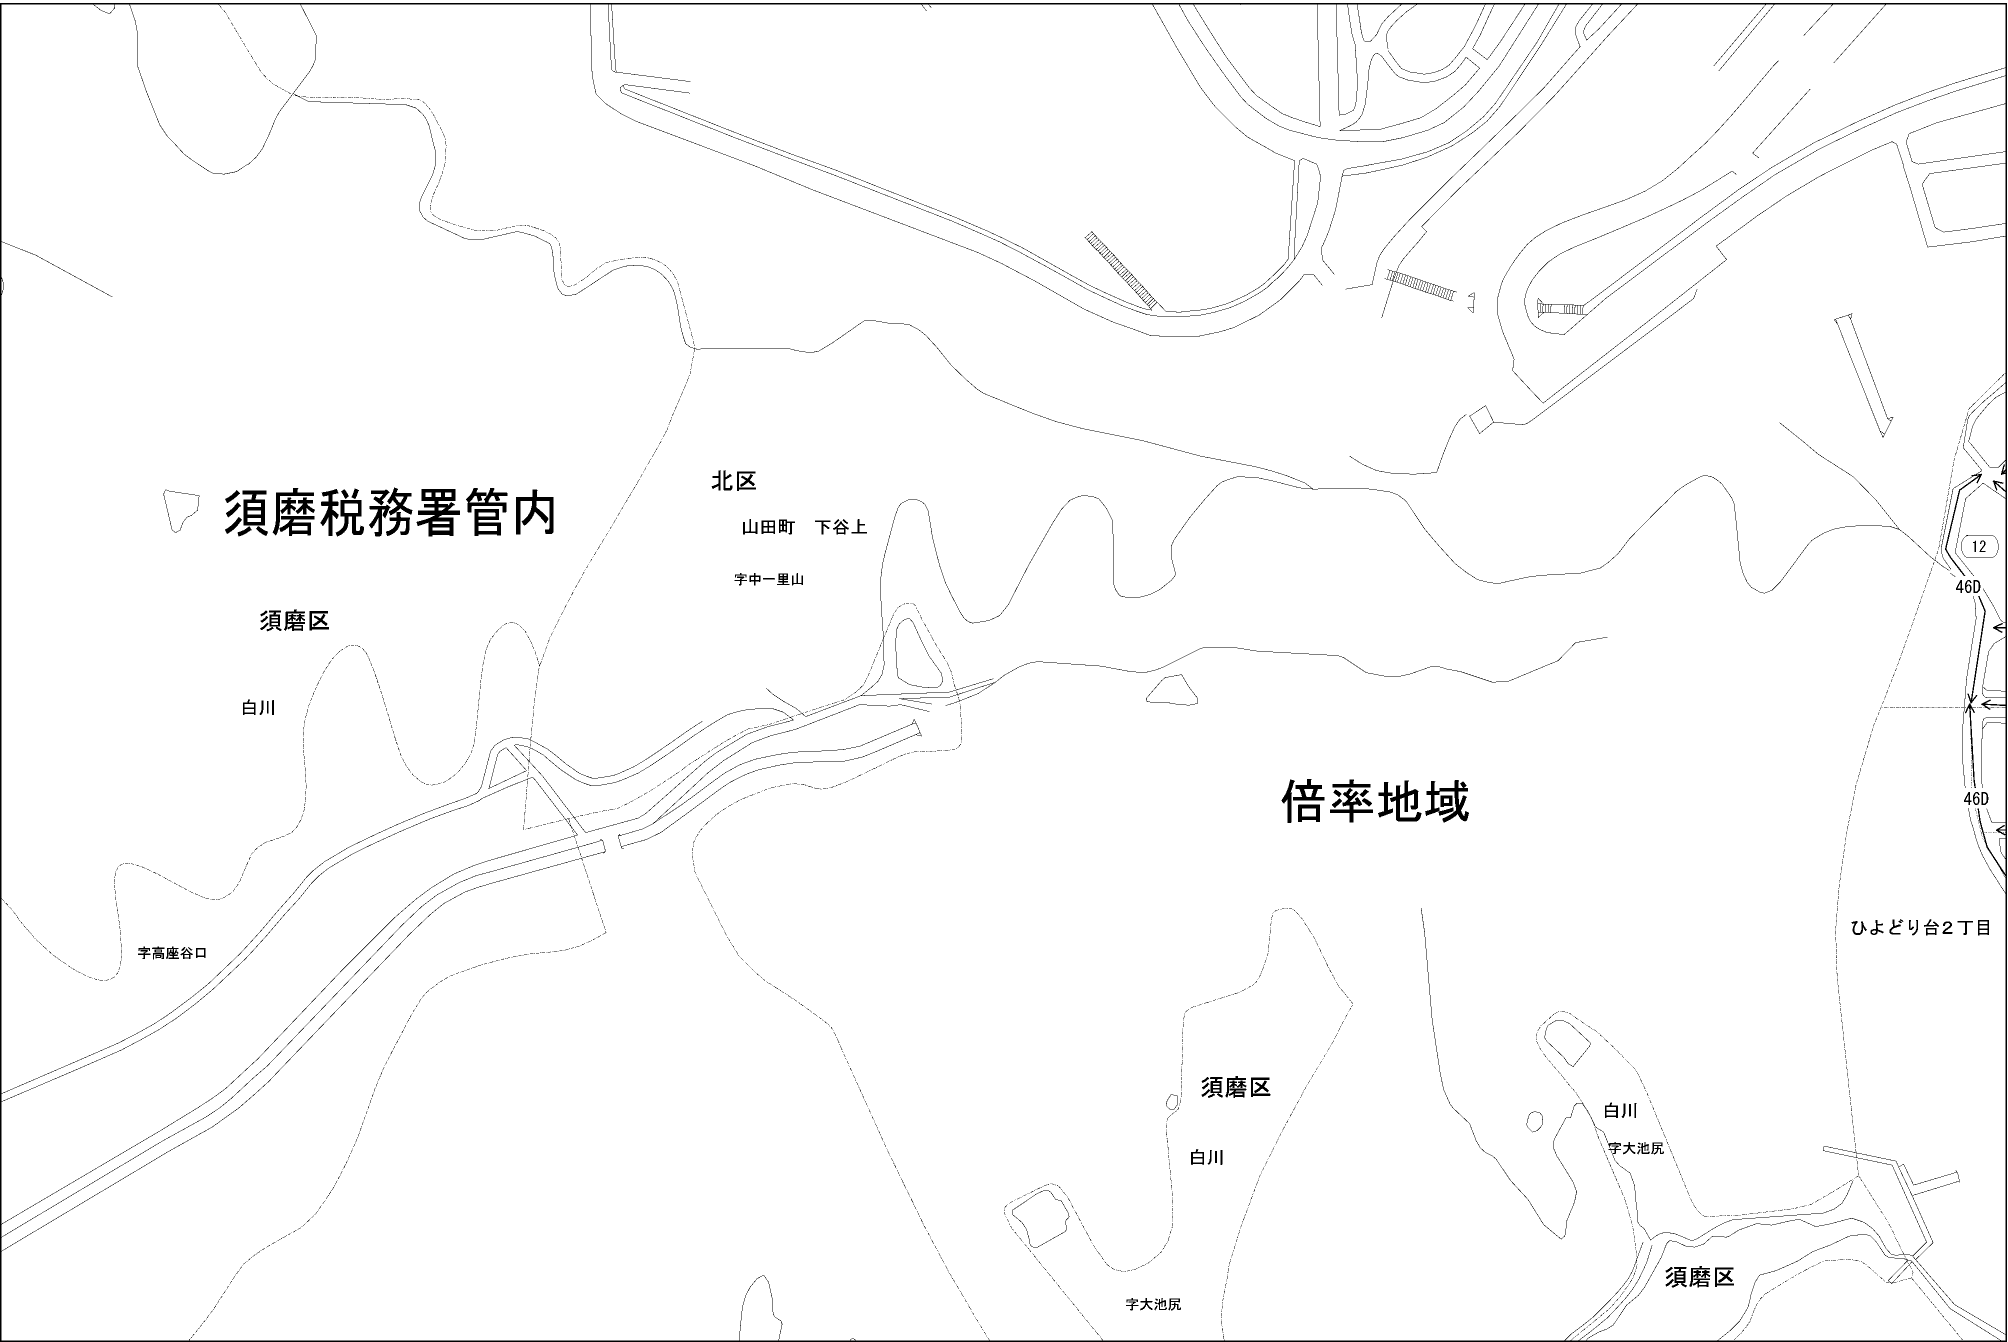 北区
須磨税務署管内
山田町　下谷上
12
字中一里山
46D
須磨区
白川
倍率地域
46D
ひよどり台2丁目
字高座谷口
須磨区
白川
字大池尻
白川
須磨区
字大池尻